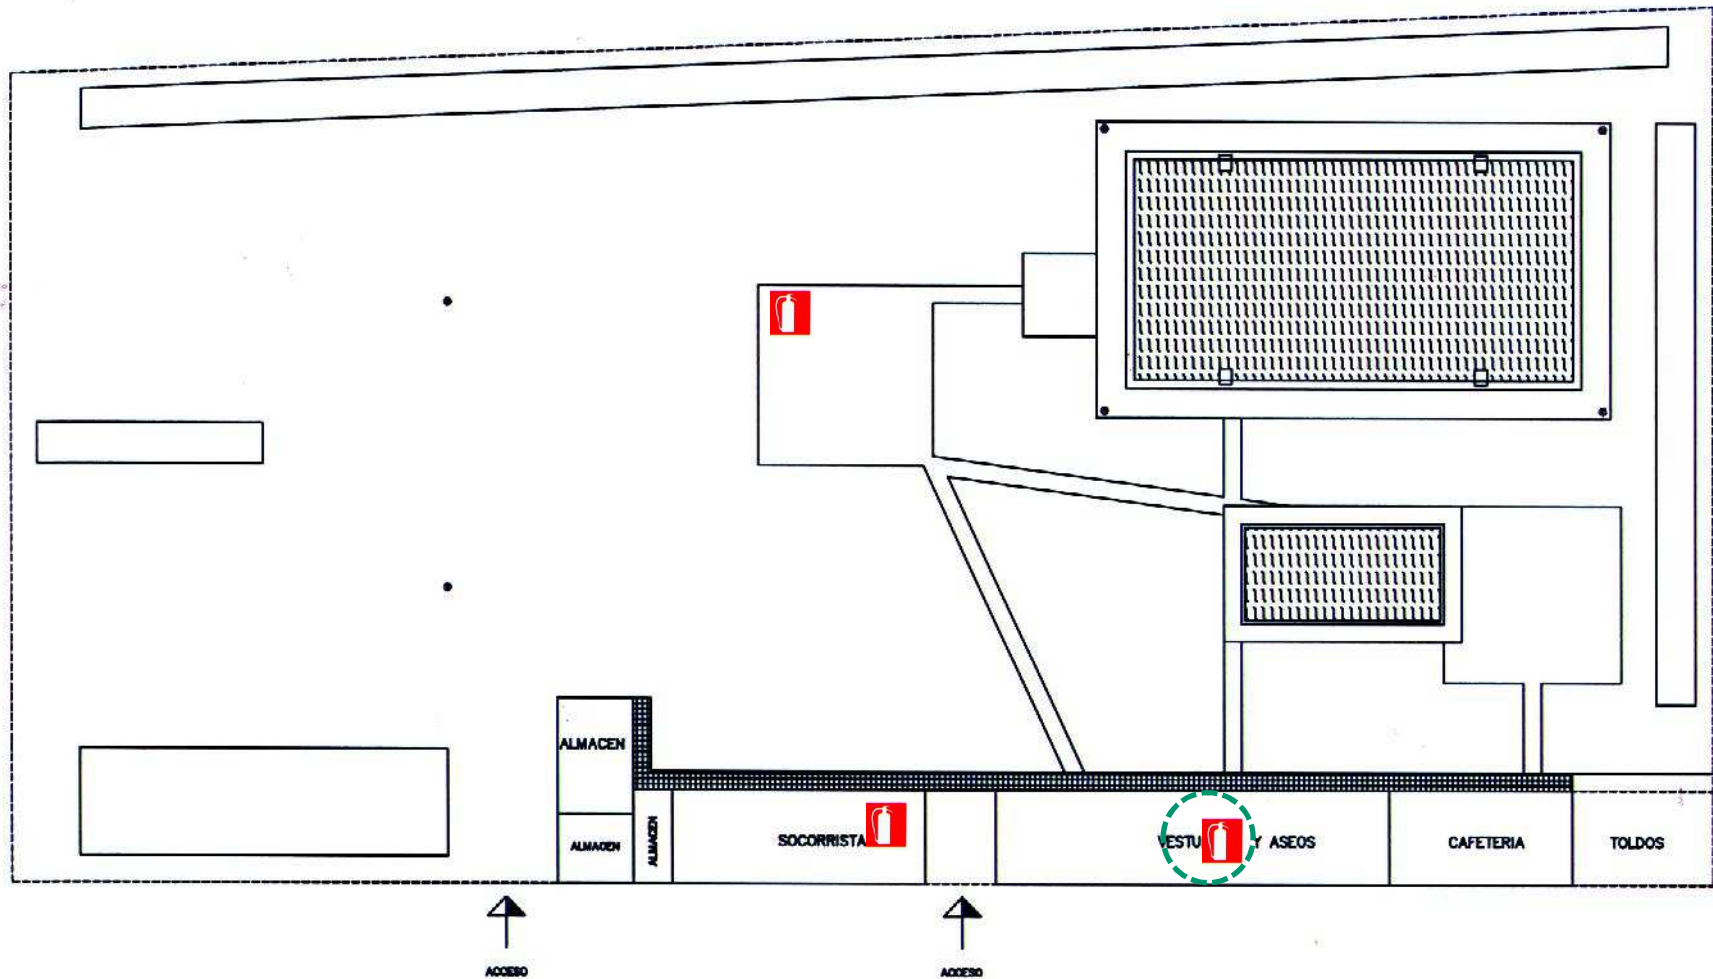 ALMACEN
ALMACEN
ALMACEN
SOCORRISTA
VESTU Y ASEOS
CAFETERIA
TOLDOS
ACCESO
ACCESO